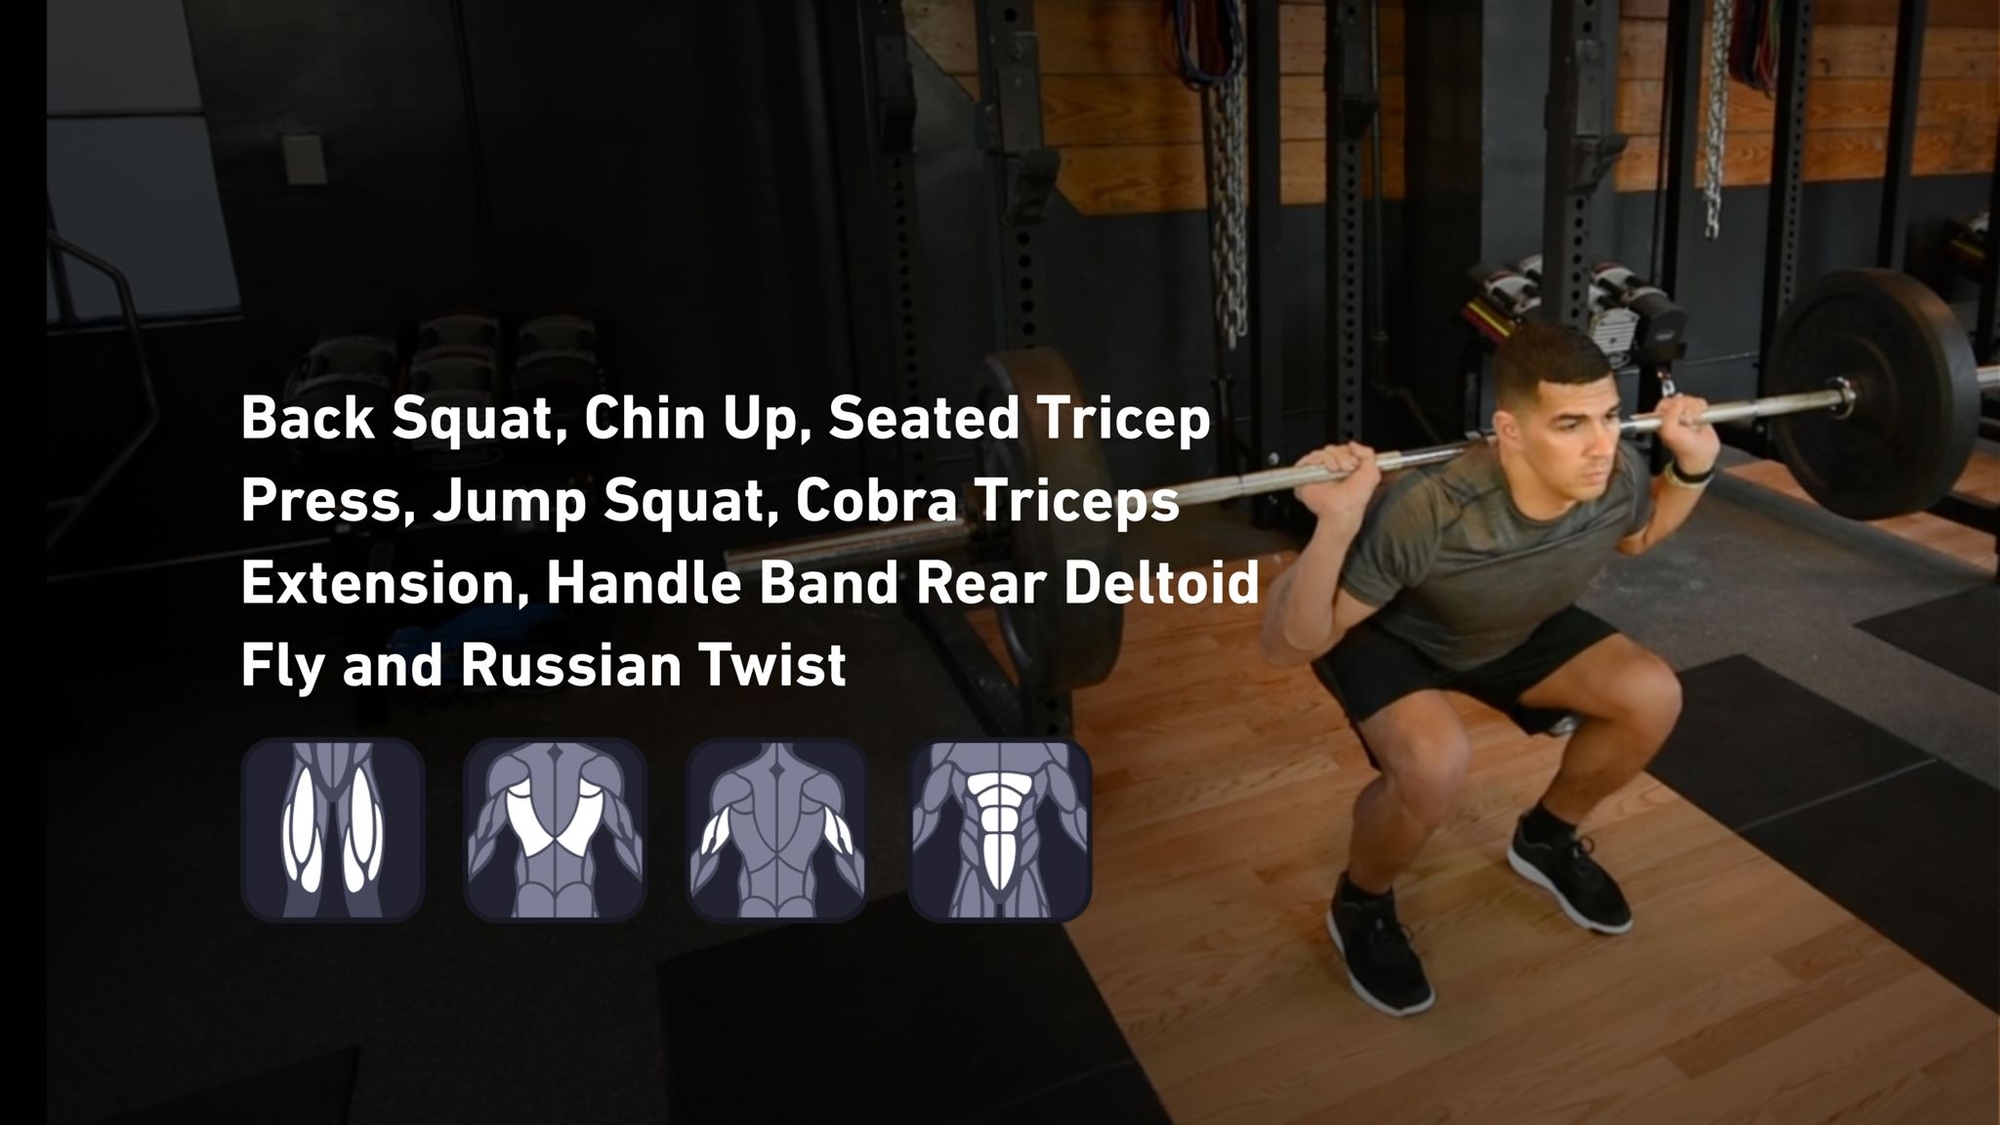 Back Squat, Chin Up, Seated Tricep
Press, Jump Squat, Cobra Triceps
Extension, Handle Band Rear Deltoid
Fly and Russian Twist